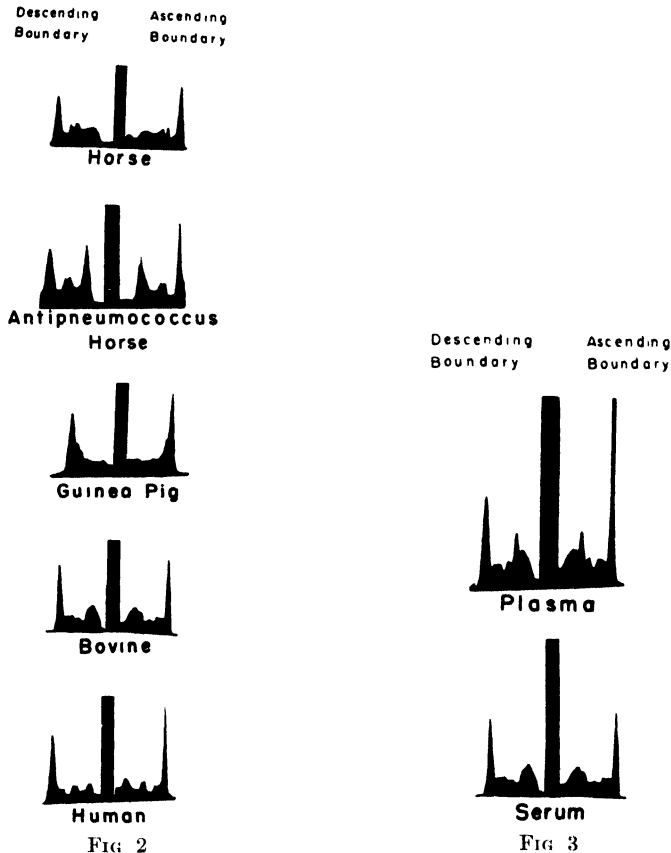 Descending Ascending
Boundary Boundary
Horse
Antipneumococcus
Horse
Guinea Pig
Bovine
Human
FIG 2
Descending Ascending
Boundary Boundary
Plasma
Serum
FIG 3